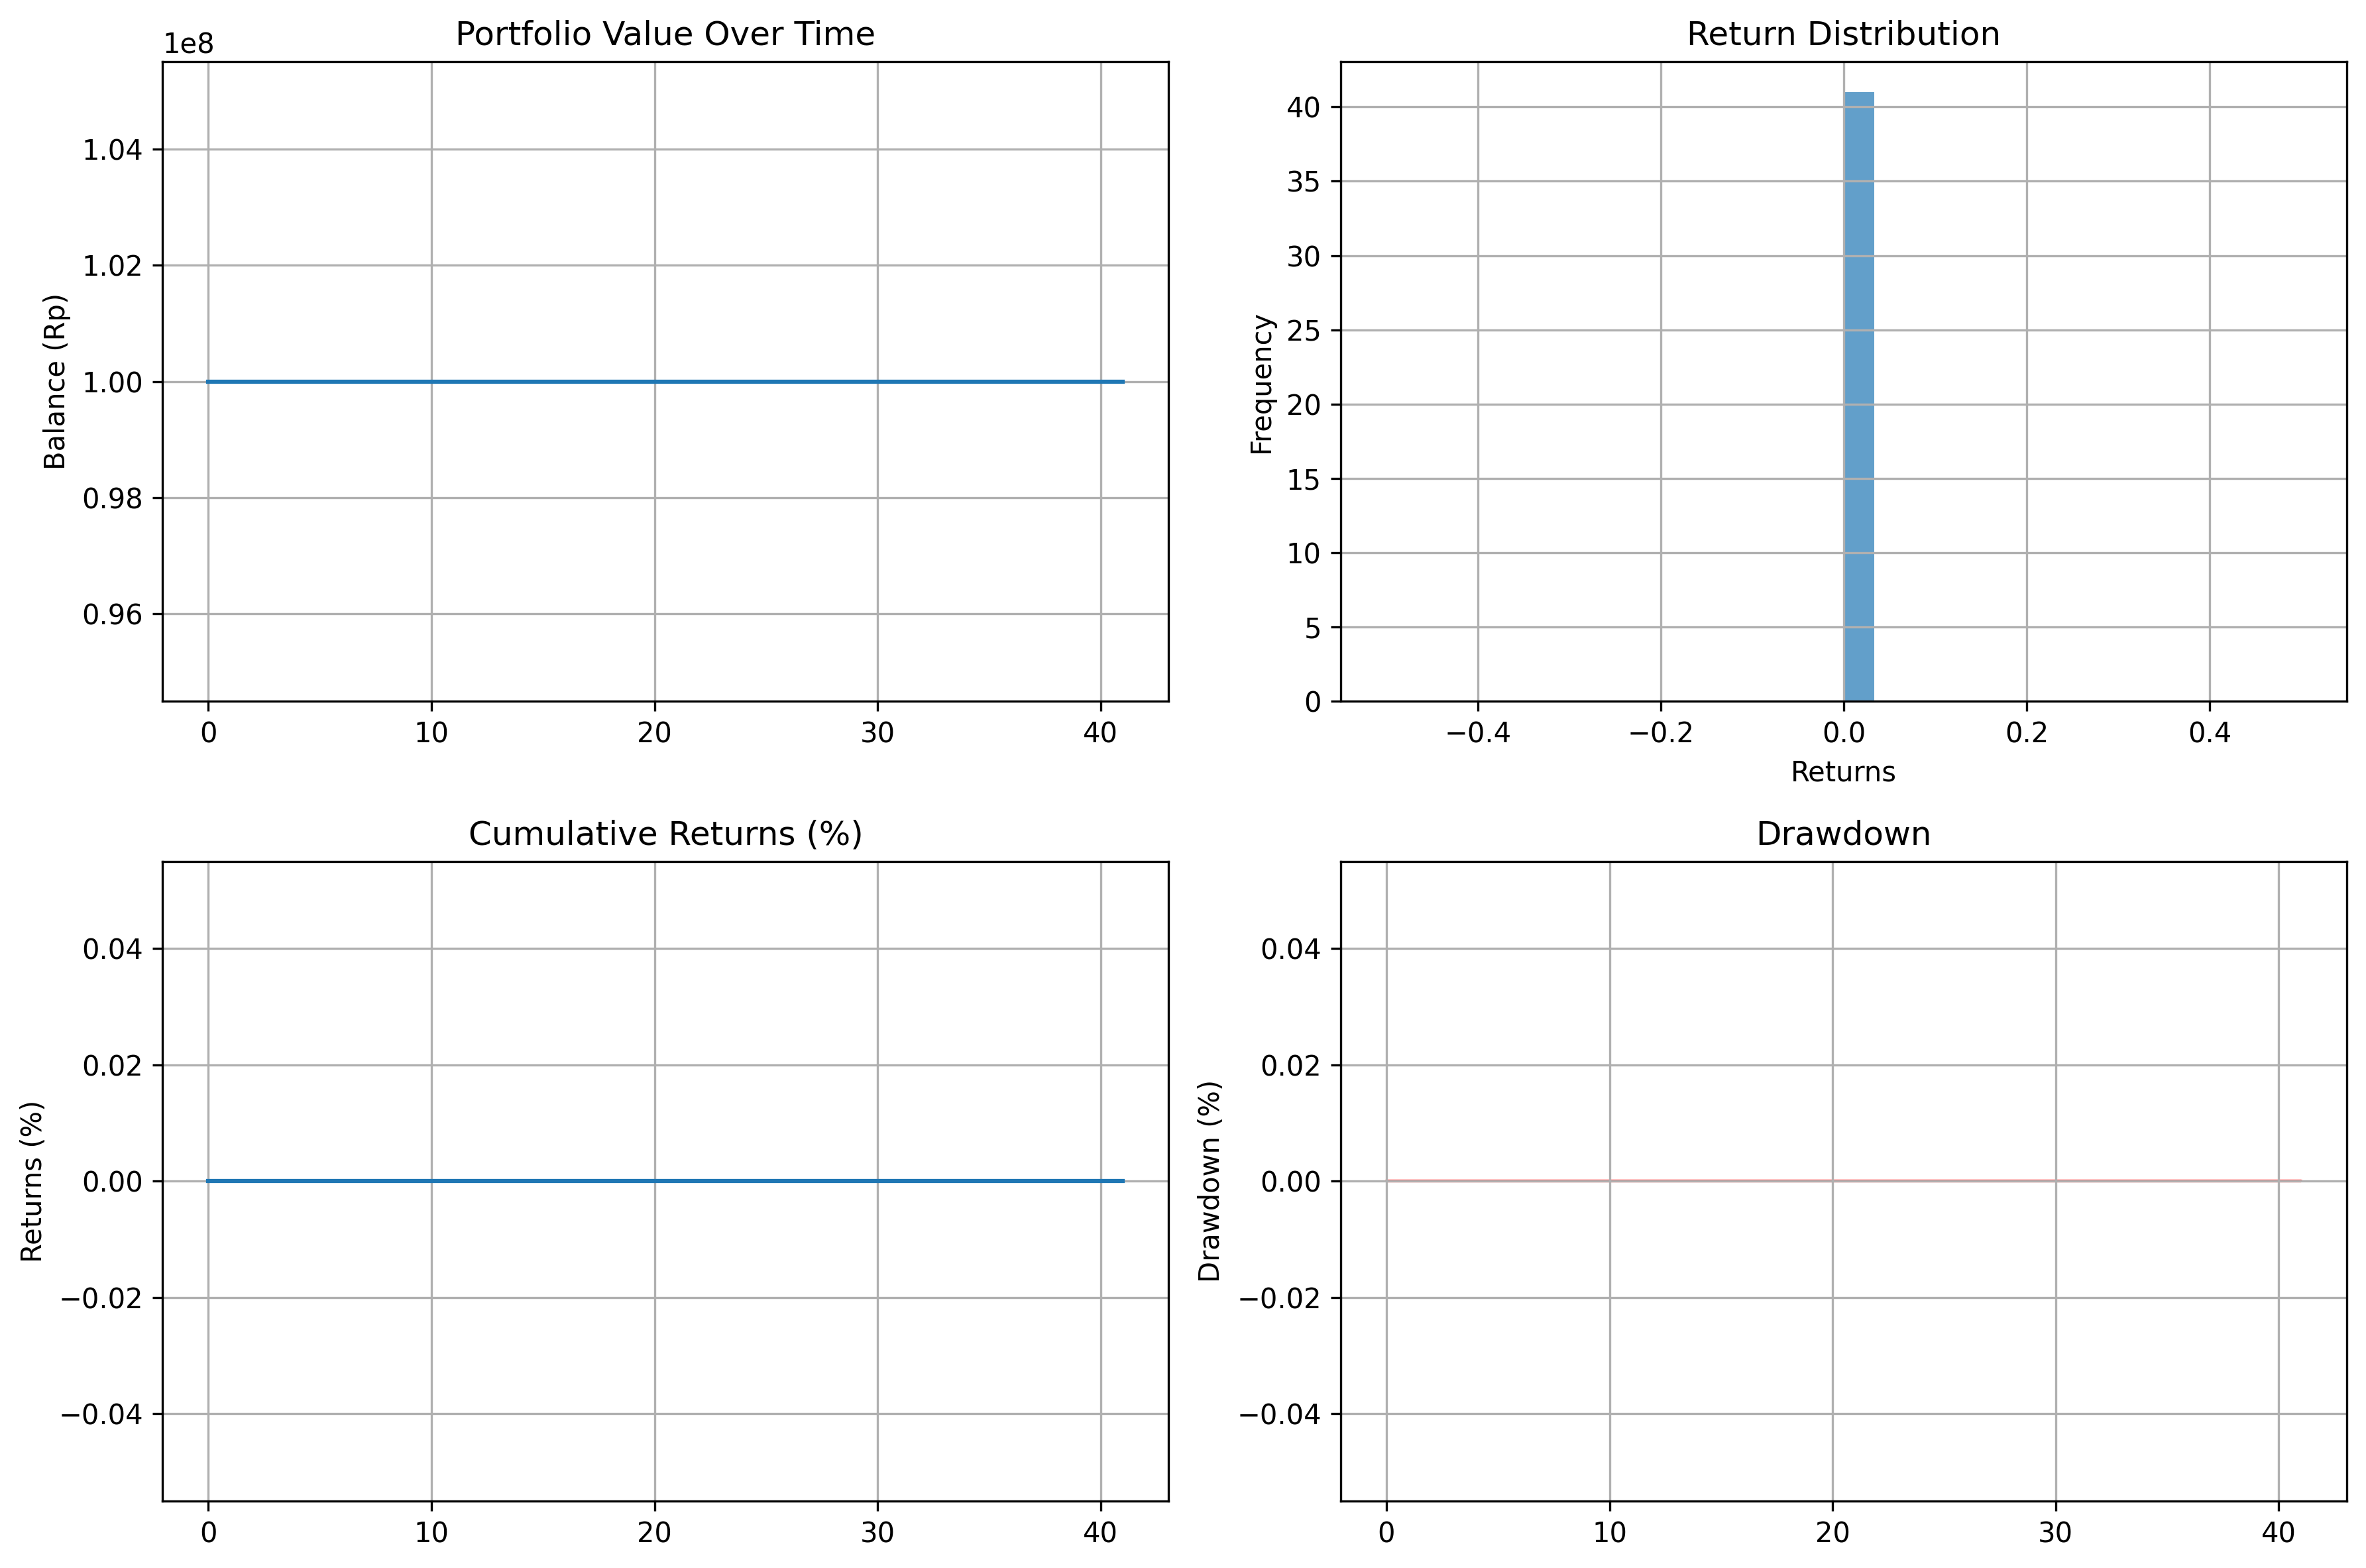 Portfolio Value Over Time
1e8
1.04
1.02
1.00
0.98
0.96
Balance (Rp)
0 10 20 30 40
Return Distribution
40
35
30
25
20
15
10
5
0
Frequency
−0.4 −0.2 0.0 0.2 0.4
Returns
Cumulative Returns (%)
0.04
0.02
0.00
−0.02
−0.04
Returns (%)
0 10 20 30 40
Drawdown
0.04
0.02
0.00
−0.02
−0.04
Drawdown (%)
0 10 20 30 40